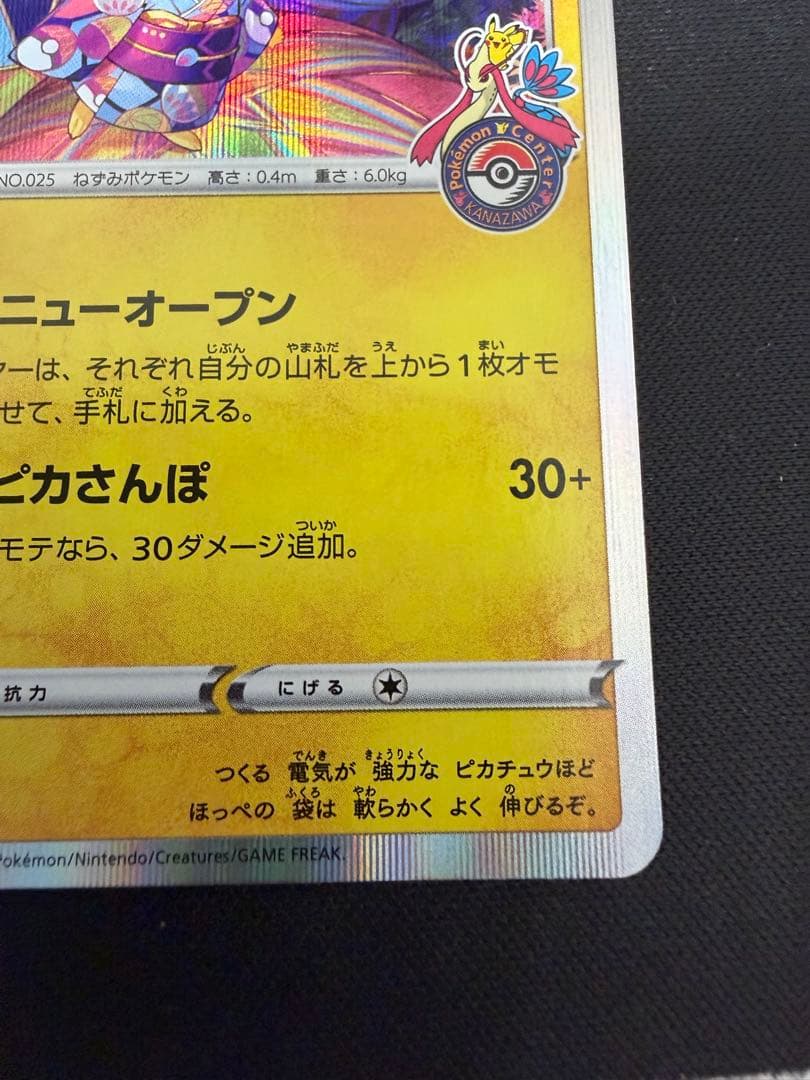 Pokémon Center
KANAZAWA
NO.025 ねずみポケモン 高さ：0.4m 重さ：6.0kg
ニューオープン
ーは、それぞれ自分の山札を上から1枚オモ
せて、手札に加える。
ピカさんぽ 30+
モテなら、30ダメージ追加。
抗力 にげる
つくる 電気が 強力な ピカチュウほど
ほっぺの 袋は 軟らかく よく 伸びるぞ。
Pokémon/Nintendo/Creatures/GAME FREAK.